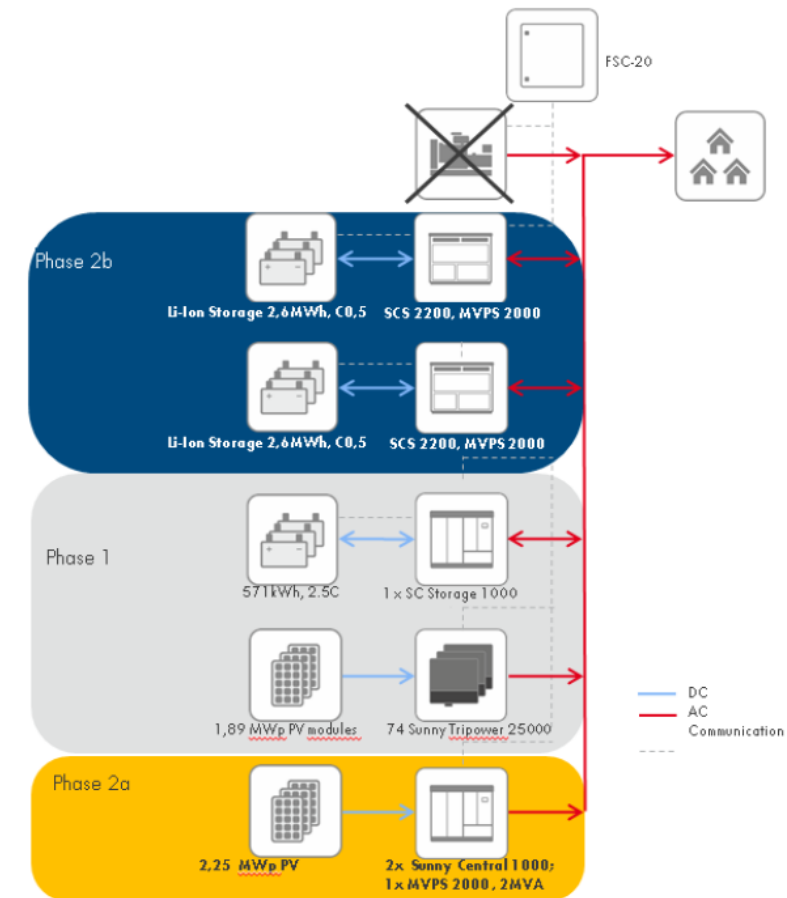 FSC-20
Phase 2b
Li-Ion Storage 2,6MWh, C0,5
SCS 2200, MVPS 2000
Li-Ion Storage 2,6MWh, C0,5
SCS 2200, MVPS 2000
Phase 1
571kWh, 2.5C
1 x SC Storage 1000
1,89 MWp PV modules
74 Sunny Tripower 25000
DC
AC
Communication
Phase 2a
2,25 MWp PV
2x Sunny Central 1000;
1x MVPS 2000, 2MVA